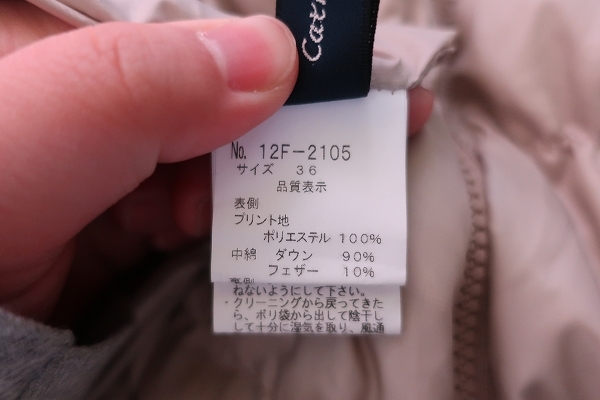 Cat
No. 12F-2105
サイズ 36
品質表示
表側
プリント地
ポリエステル 100%
中綿 ダウン 90%
フェザー 10%
ねないようにして下さい。
・クリーニングから戻ってきた
ら、ポリ袋から出して陰干し
して十分に湿気を取り、風通